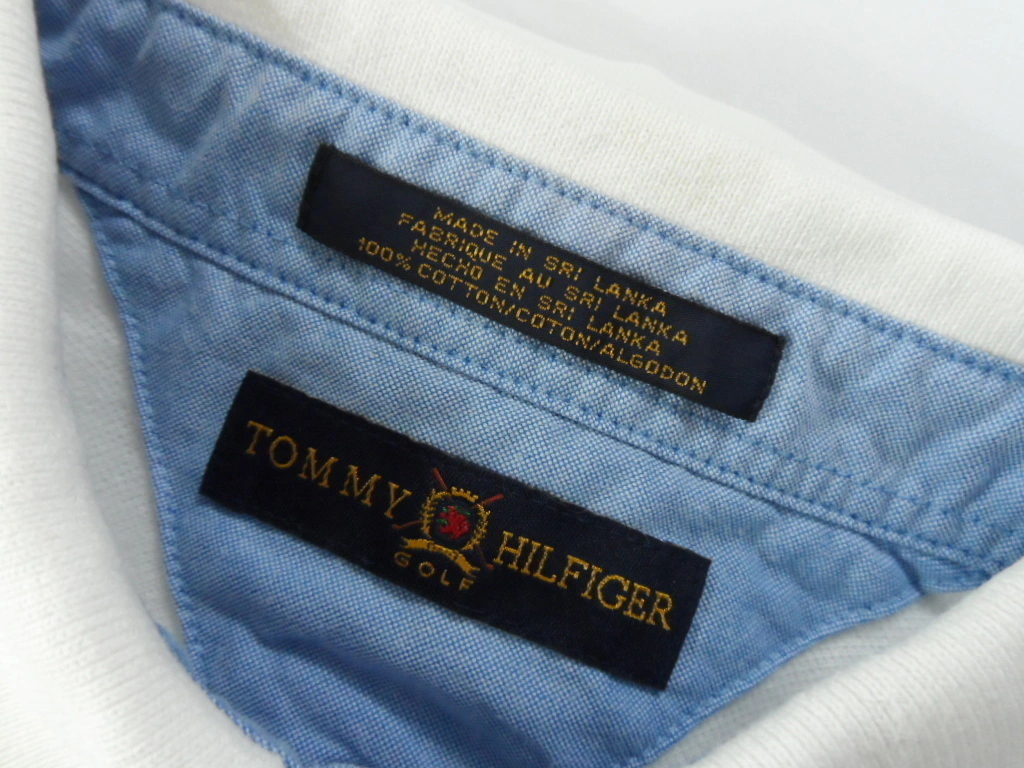 MADE IN SRI LANKA
FABRIQUE AU SRI LANKA
HECHO EN SRI LANKA
100% COTTON/COTON/ALGODON
TOMMY HILFIGER
GOLF